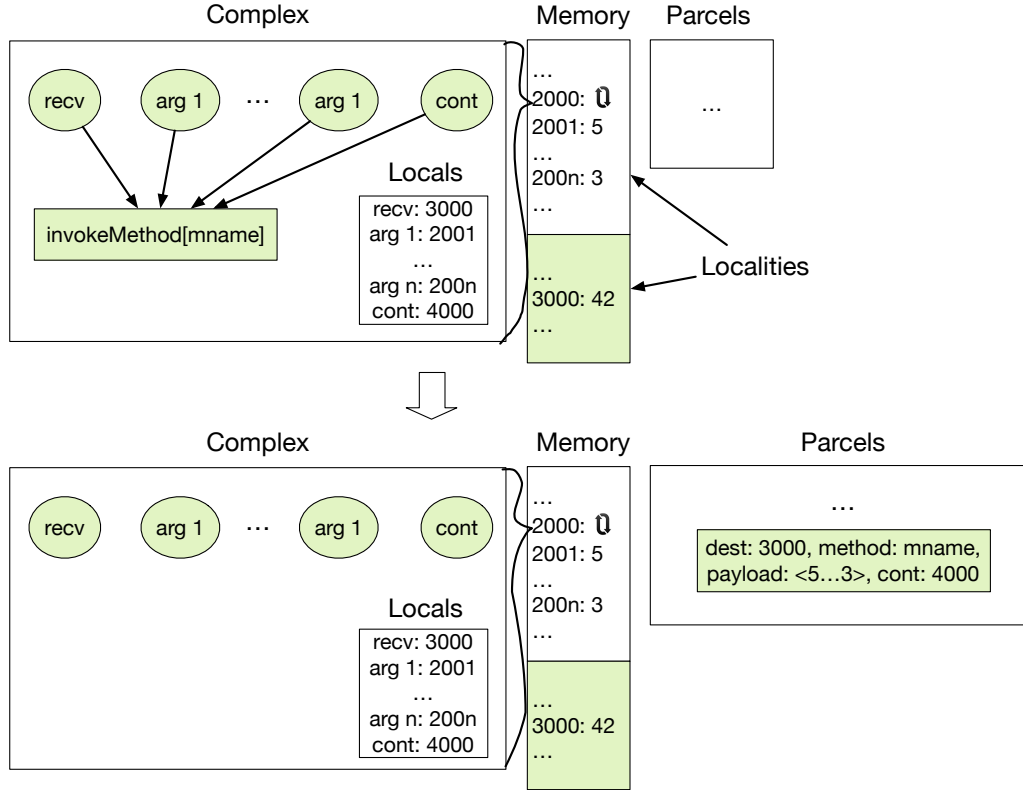 Complex
Memory
Parcels
recv
arg 1
...
arg 1
cont
invokeMethod[mname]
Locals
recv: 3000
arg 1: 2001
...
arg n: 200n
cont: 4000
...
2000:
2001: 5
...
200n: 3
...
...
3000: 42
...
...
Localities
Complex
Memory
Parcels
recv
arg 1
...
arg 1
cont
Locals
recv: 3000
arg 1: 2001
...
arg n: 200n
cont: 4000
...
2000:
2001: 5
...
200n: 3
...
...
3000: 42
...
...
dest: 3000, method: mname,
payload: <5...3>, cont: 4000